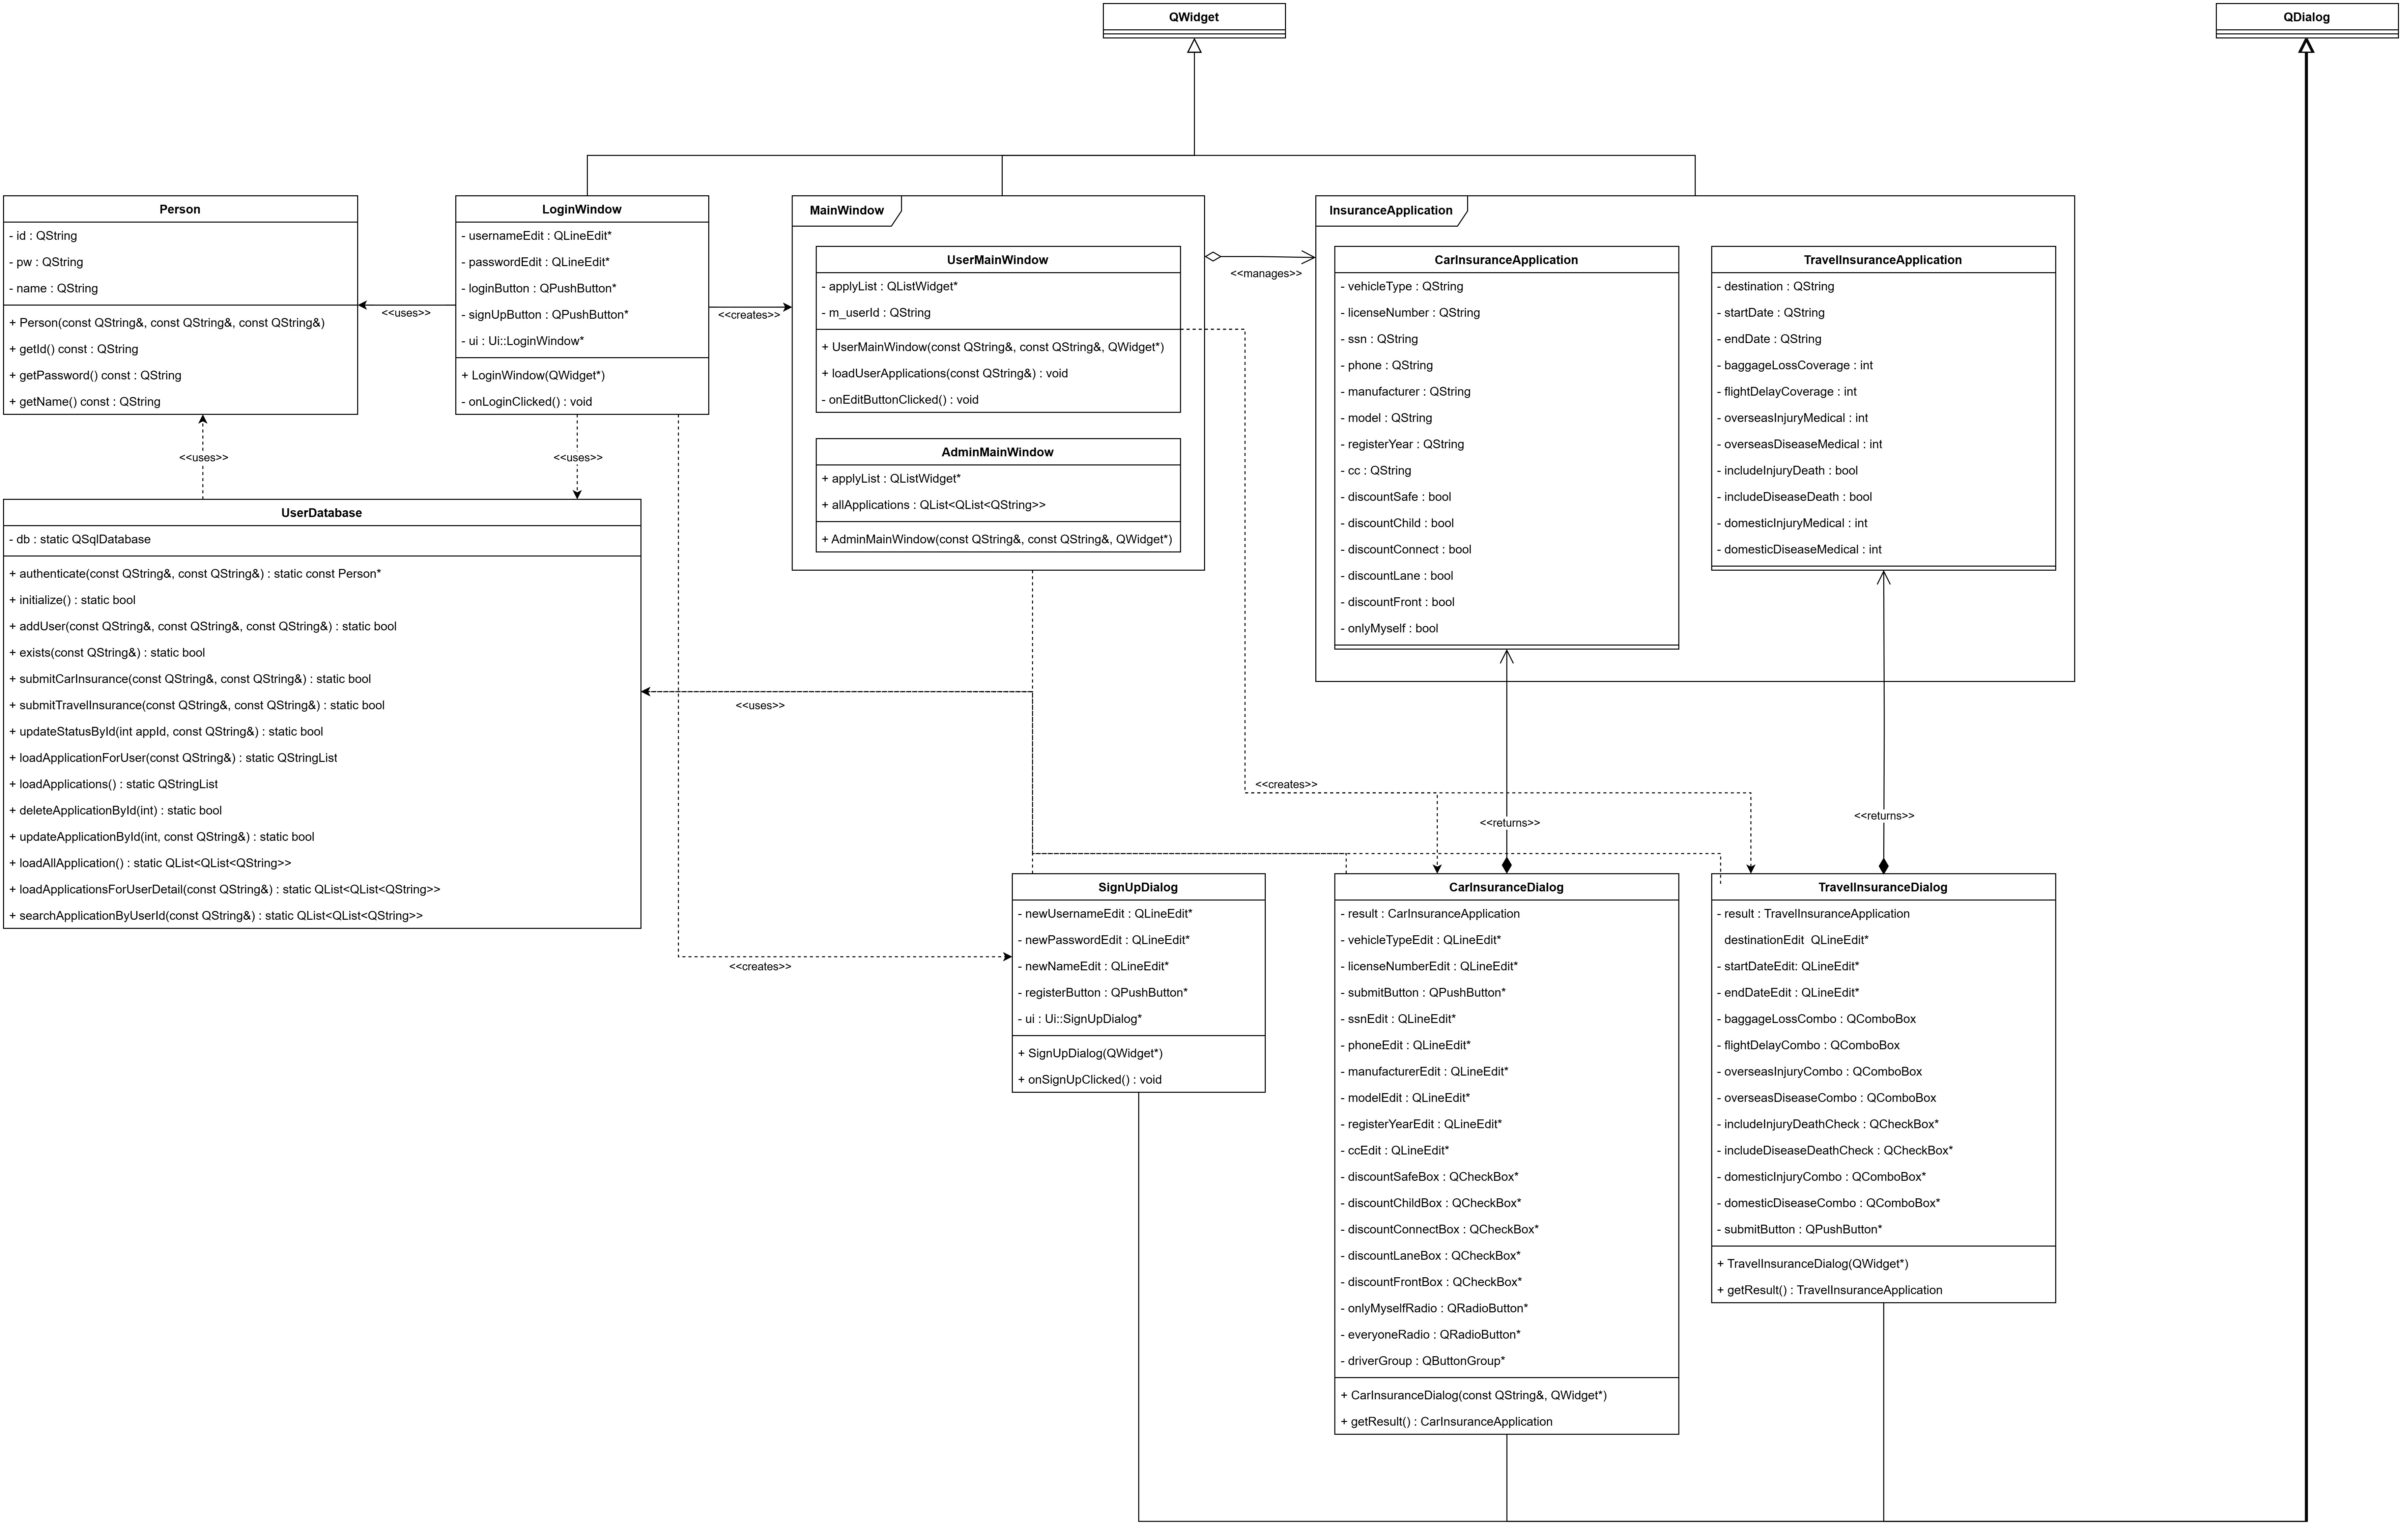 QWidget
QDialog
Person
- id : QString
- pw : QString
- name : QString
+ Person(const QString&, const QString&, const QString&)
+ getId() const : QString
+ getPassword() const : QString
+ getName() const : QString
<<uses>>
LoginWindow
- usernameEdit : QLineEdit*
- passwordEdit : QLineEdit*
- loginButton : QPushButton*
- signUpButton : QPushButton*
- ui : Ui::LoginWindow*
+ LoginWindow(QWidget*)
- onLoginClicked() : void
<<creates>>
MainWindow
UserMainWindow
- applyList : QListWidget*
- m_userId : QString
+ UserMainWindow(const QString&, const QString&, QWidget*)
+ loadUserApplications(const QString&) : void
- onEditButtonClicked() : void
AdminMainWindow
+ applyList : QListWidget*
+ allApplications : QList<QList<QString>>
+ AdminMainWindow(const QString&, const QString&, QWidget*)
<<manages>>
InsuranceApplication
CarInsuranceApplication
- vehicleType : QString
- licenseNumber : QString
- ssn : QString
- phone : QString
- manufacturer : QString
- model : QString
- registerYear : QString
- cc : QString
- discountSafe : bool
- discountChild : bool
- discountConnect : bool
- discountLane : bool
- discountFront : bool
- onlyMyself : bool
TravelInsuranceApplication
- destination : QString
- startDate : QString
- endDate : QString
- baggageLossCoverage : int
- flightDelayCoverage : int
- overseasInjuryMedical : int
- overseasDiseaseMedical : int
- includeInjuryDeath : bool
- includeDiseaseDeath : bool
- domesticInjuryMedical : int
- domesticDiseaseMedical : int
<<uses>>
<<uses>>
UserDatabase
- db : static QSqlDatabase
+ authenticate(const QString&, const QString&) : static const Person*
+ initialize() : static bool
+ addUser(const QString&, const QString&, const QString&) : static bool
+ exists(const QString&) : static bool
+ submitCarInsurance(const QString&, const QString&) : static bool
+ submitTravelInsurance(const QString&, const QString&) : static bool
+ updateStatusById(int appId, const QString&) : static bool
+ loadApplicationForUser(const QString&) : static QStringList
+ loadApplications() : static QStringList
+ deleteApplicationById(int) : static bool
+ updateApplicationById(int, const QString&) : static bool
+ loadAllApplication() : static QList<QList<QString>>
+ loadApplicationsForUserDetail(const QString&) : static QList<QList<QString>>
+ searchApplicationByUserId(const QString&) : static QList<QList<QString>>
<<uses>>
<<creates>>
<<returns>>
<<returns>>
<<creates>>
SignUpDialog
- newUsernameEdit : QLineEdit*
- newPasswordEdit : QLineEdit*
- newNameEdit : QLineEdit*
- registerButton : QPushButton*
- ui : Ui::SignUpDialog*
+ SignUpDialog(QWidget*)
+ onSignUpClicked() : void
CarInsuranceDialog
- result : CarInsuranceApplication
- vehicleTypeEdit : QLineEdit*
- licenseNumberEdit : QLineEdit*
- submitButton : QPushButton*
- ssnEdit : QLineEdit*
- phoneEdit : QLineEdit*
- manufacturerEdit : QLineEdit*
- modelEdit : QLineEdit*
- registerYearEdit : QLineEdit*
- ccEdit : QLineEdit*
- discountSafeBox : QCheckBox*
- discountChildBox : QCheckBox*
- discountConnectBox : QCheckBox*
- discountLaneBox : QCheckBox*
- discountFrontBox : QCheckBox*
- onlyMyselfRadio : QRadioButton*
- everyoneRadio : QRadioButton*
- driverGroup : QButtonGroup*
+ CarInsuranceDialog(const QString&, QWidget*)
+ getResult() : CarInsuranceApplication
TravelInsuranceDialog
- result : TravelInsuranceApplication
destinationEdit  QLineEdit*
- startDateEdit: QLineEdit*
- endDateEdit : QLineEdit*
- baggageLossCombo : QComboBox
- flightDelayCombo : QComboBox
- overseasInjuryCombo : QComboBox
- overseasDiseaseCombo : QComboBox
- includeInjuryDeathCheck : QCheckBox*
- includeDiseaseDeathCheck : QCheckBox*
- domesticInjuryCombo : QComboBox*
- domesticDiseaseCombo : QComboBox*
- submitButton : QPushButton*
+ TravelInsuranceDialog(QWidget*)
+ getResult() : TravelInsuranceApplication